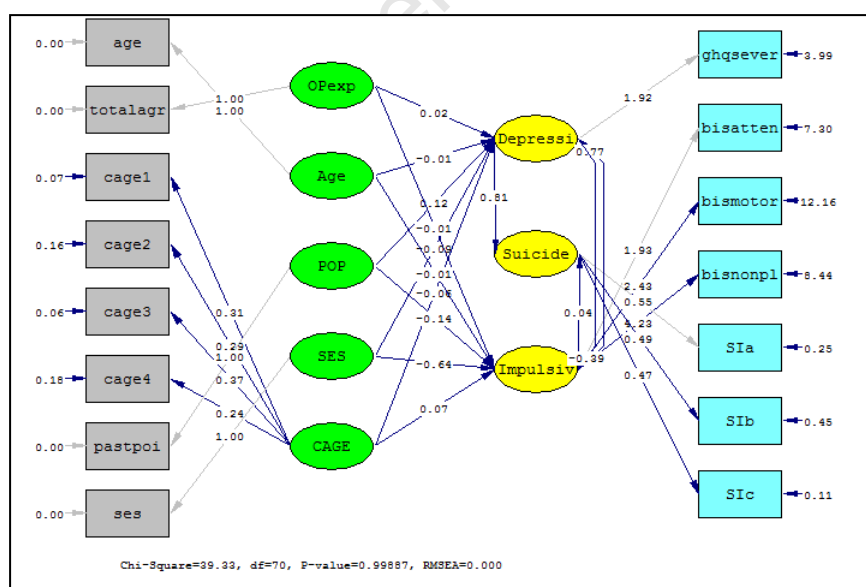 0.00 age
0.00 totalagr
0.07 cage1
0.16 cage2
0.06 cage3
0.18 cage4
0.00 pastpoi
0.00 ses
1.00
1.00
0.31
0.29
1.00
0.37
0.24
1.00
OPexp
Age
POP
SES
CAGE
0.02
-0.01
0.12
-0.01
-0.09
-0.01
-0.06
-0.14
-0.64
0.07
Depressi
Suicide
Impulsiv
0.77
0.81
0.04
-0.39
1.92
1.93
2.43
0.55
4.23
0.49
0.47
ghqsever 3.99
bisatten 7.30
bismotor 12.16
bisnonpl 8.44
SIa 0.25
SIb 0.45
SIc 0.11
Chi-Square=39.33, df=70, P-value=0.99887, RMSEA=0.000